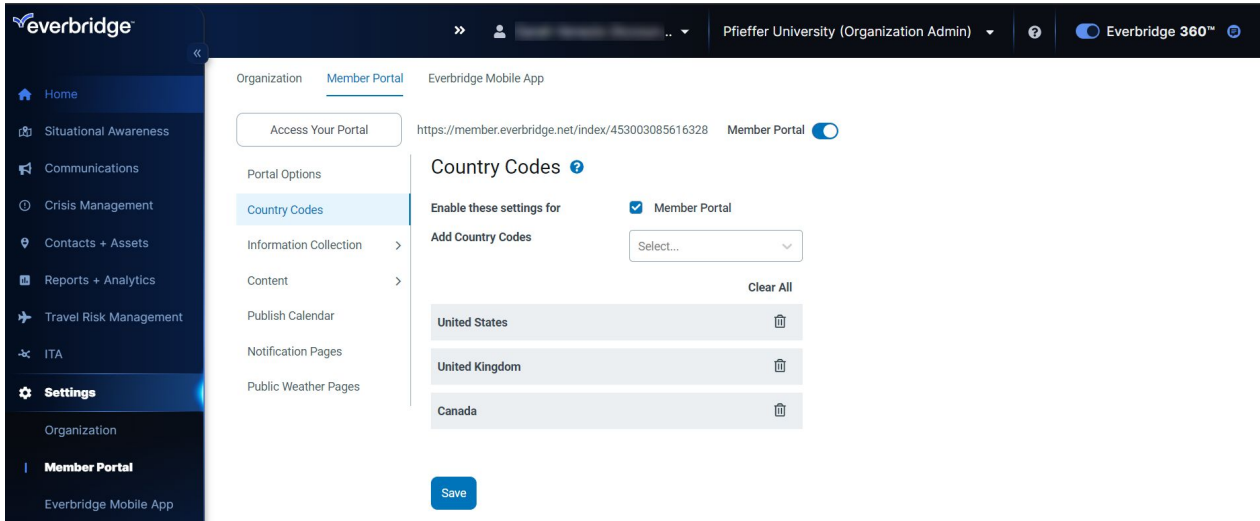 everbridge™
Pfieffer University (Organization Admin)
Everbridge 360™
Home
Situational Awareness
Communications
Crisis Management
Contacts + Assets
Reports + Analytics
Travel Risk Management
ITA
Settings
Organization
Member Portal
Everbridge Mobile App
Organization Member Portal Everbridge Mobile App
Access Your Portal https://member.everbridge.net/index/453003085616328 Member Portal
Portal Options
Country Codes
Information Collection
Content
Publish Calendar
Notification Pages
Public Weather Pages
Country Codes
Enable these settings for Member Portal
Add Country Codes Select...
Clear All
United States
United Kingdom
Canada
Save